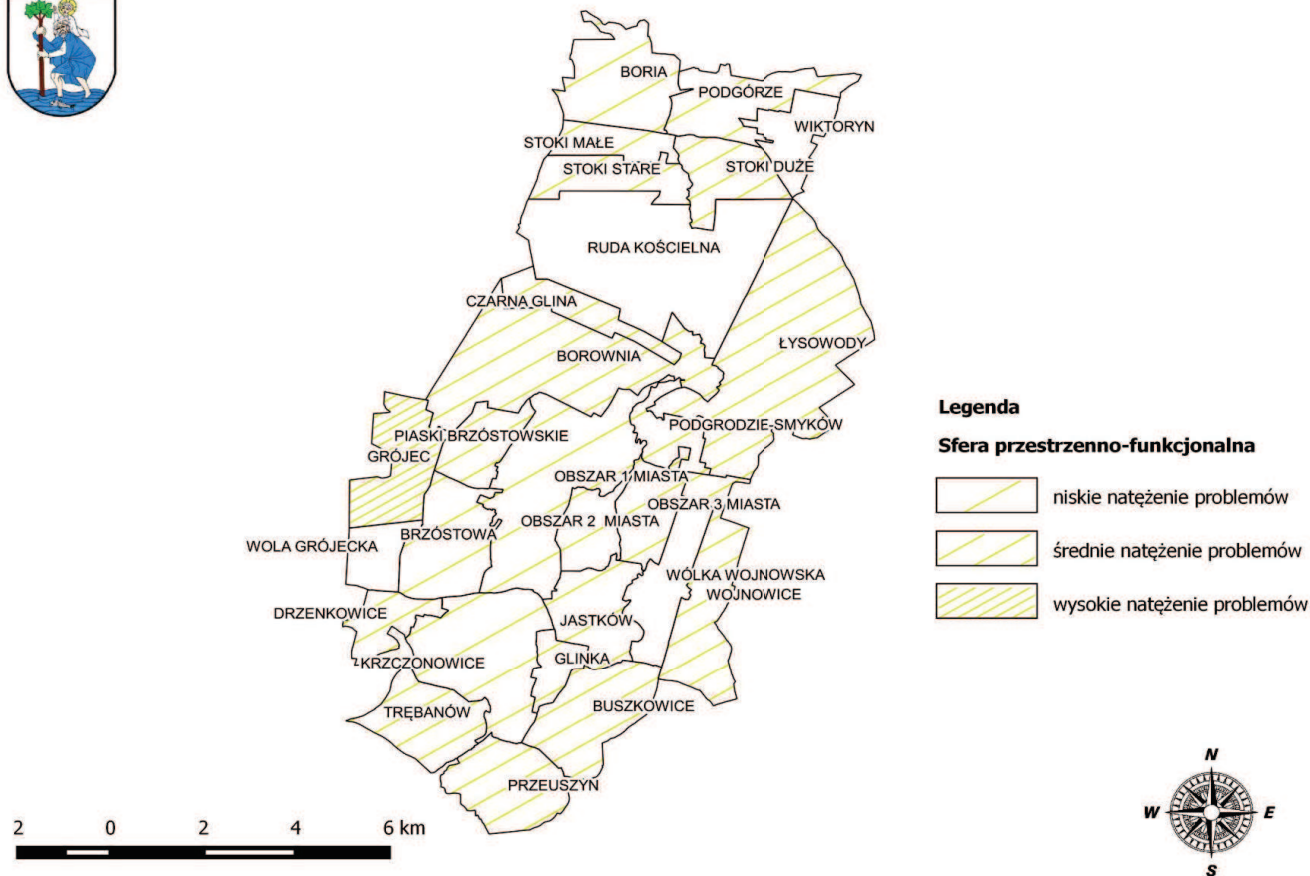 BORIA
PODGÓRZE
WIKTORYN
STOKI MAŁE
STOKI STARE
STOKI DUŻE
RUDA KOŚCIELNA
CZARNA GLINA
ŁYSOWODY
BOROWNIA
PODGRODZIE-SMYKÓW
PIASKI BRZÓSTOWSKIE
GRÓJEC
OBSZAR 1 MIASTA
OBSZAR 3 MIASTA
OBSZAR 2 MIASTA
BRZÓSTOWA
WOLA GRÓJECKA
WÓLKA WOJNOWSKA
WOJNOWICE
DRZENKOWICE
JASTKÓW
GLINKA
KRZCZONOWICE
BUSZKOWICE
TRĘBANÓW
PRZEUSZYN
Legenda
Sfera przestrzenno-funkcjonalna
niskie natężenie problemów
średnie natężenie problemów
wysokie natężenie problemów
2 0 2 4 6 km
N
W E
S